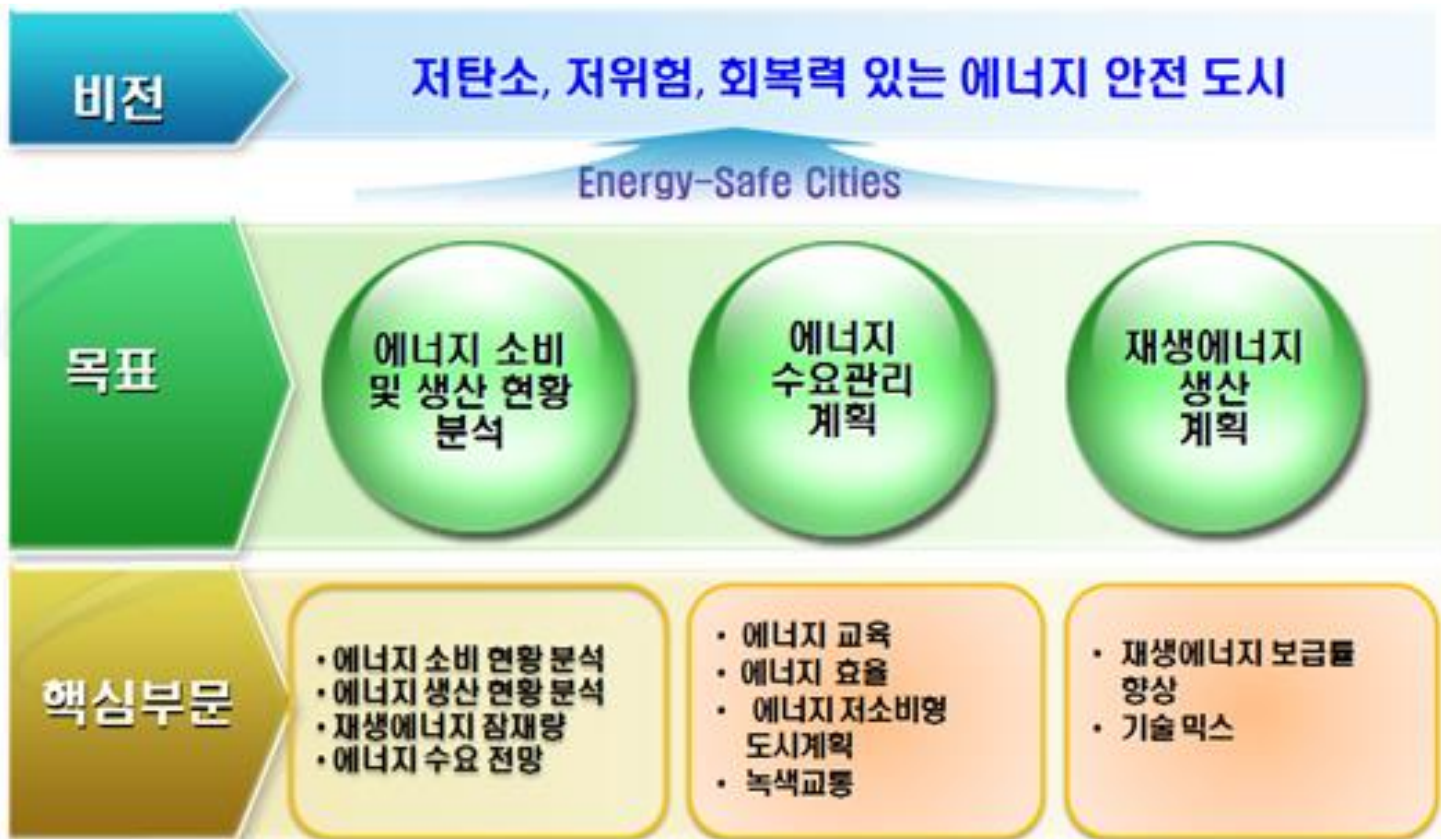 비전
저탄소, 저위험, 회복력 있는 에너지 안전 도시
Energy-Safe Cities
목표
에너지 소비
및 생산 현황
분석
에너지
수요관리
계획
재생에너지
생산
계획
핵심부문
• 에너지 소비 현황 분석
• 에너지 생산 현황 분석
• 재생에너지 잠재량
• 에너지 수요 전망
• 에너지 교육
• 에너지 효율
• 에너지 저소비형
도시계획
• 녹색교통
• 재생에너지 보급률
향상
• 기술 믹스